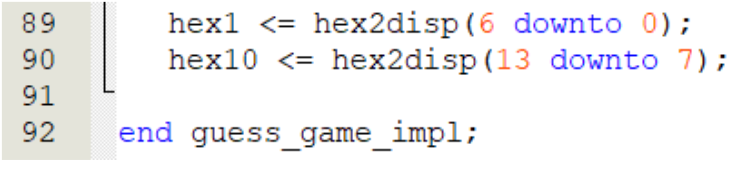 89 hex1 <= hex2disp(6 downto 0);
90 hex10 <= hex2disp(13 downto 7);
91
92 end guess_game_impl;